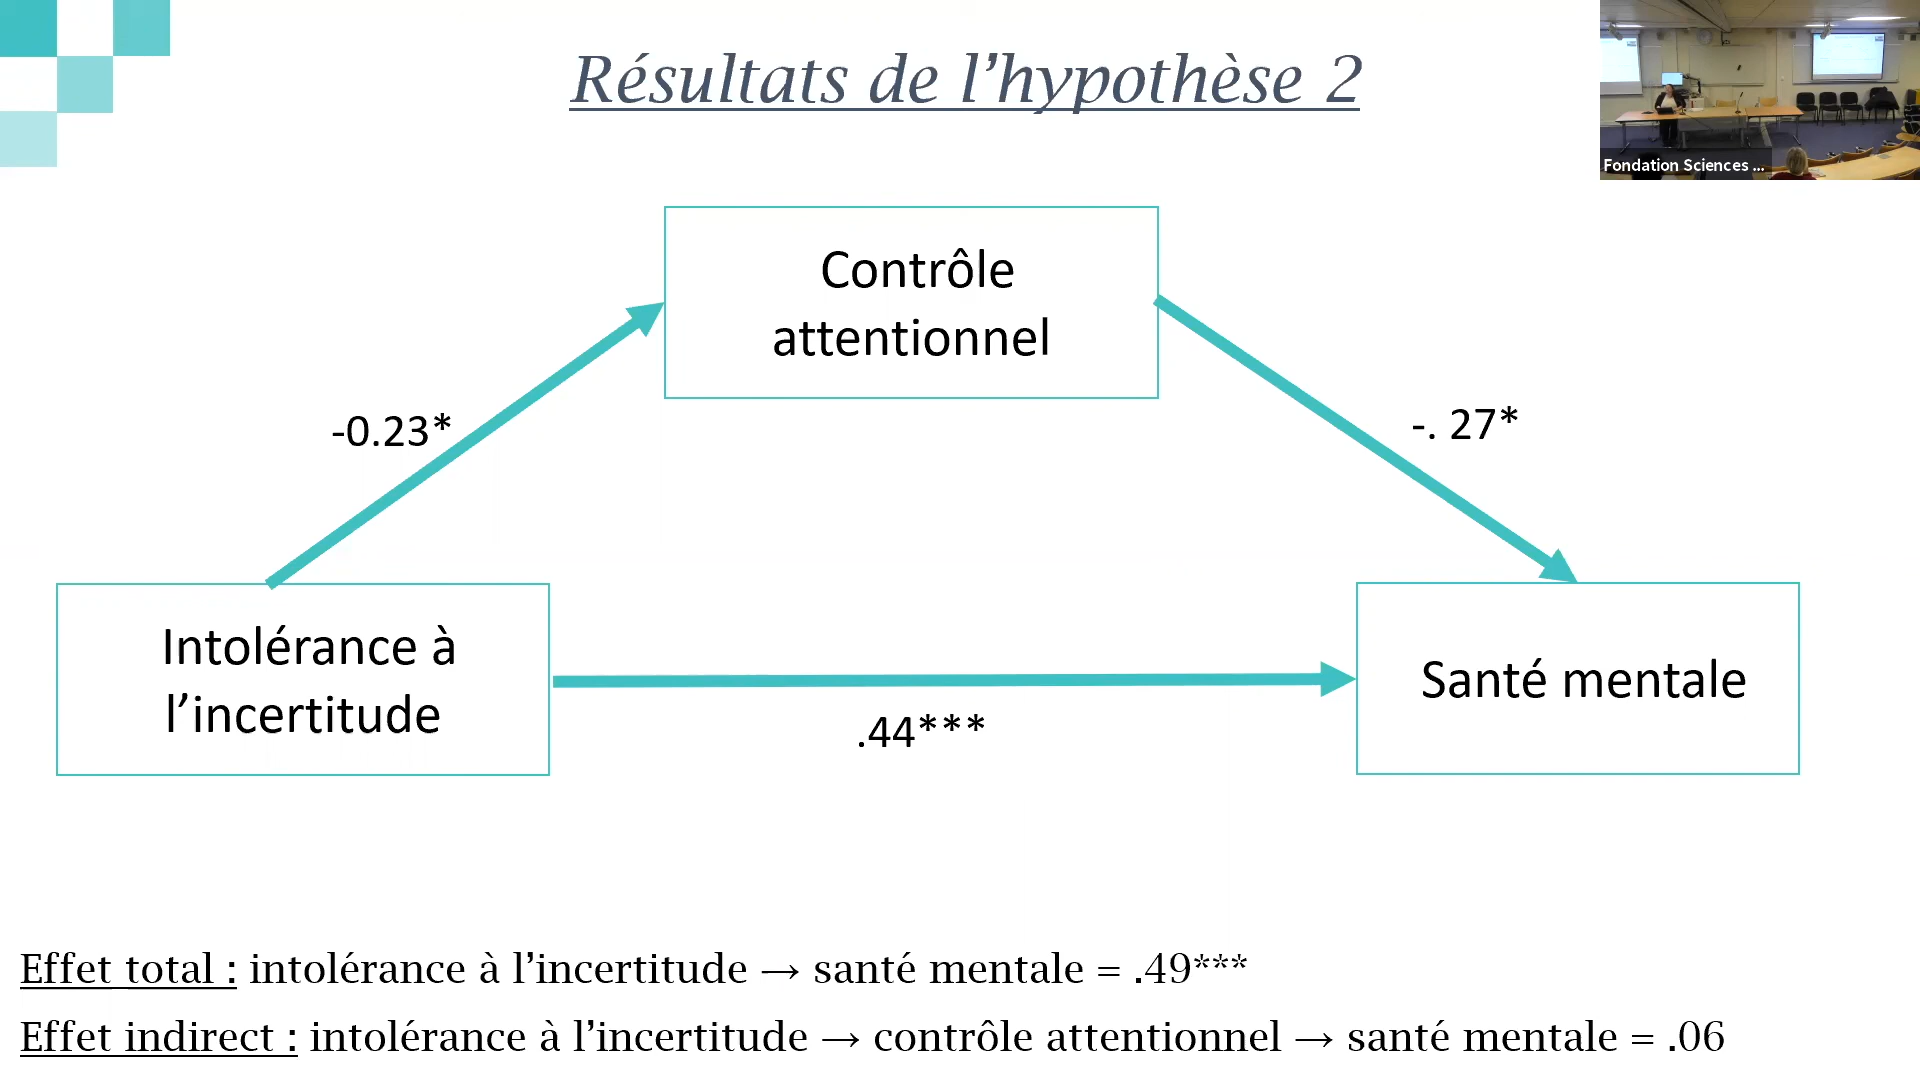 Résultats de l’hypothèse 2
Fondation Sciences ...
Contrôle
attentionnel
-0.23*
-. 27*
Intolérance à
l’incertitude
Santé mentale
.44***
Effet total : intolérance à l’incertitude → santé mentale = .49***
Effet indirect : intolérance à l’incertitude → contrôle attentionnel → santé mentale = .06